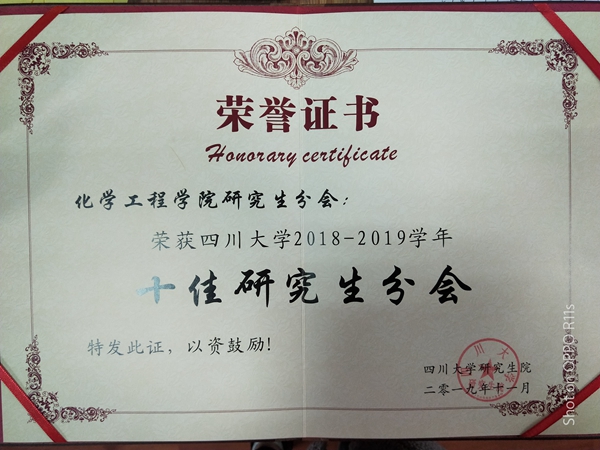 荣誉证书
Honorary certificate
化学工程学院研究生分会：
荣获四川大学2018-2019学年
十佳研究生分会
特发此证，以资鼓励！
四川大学研究生院
二零一九年十一月
Shot on OPPO R11s